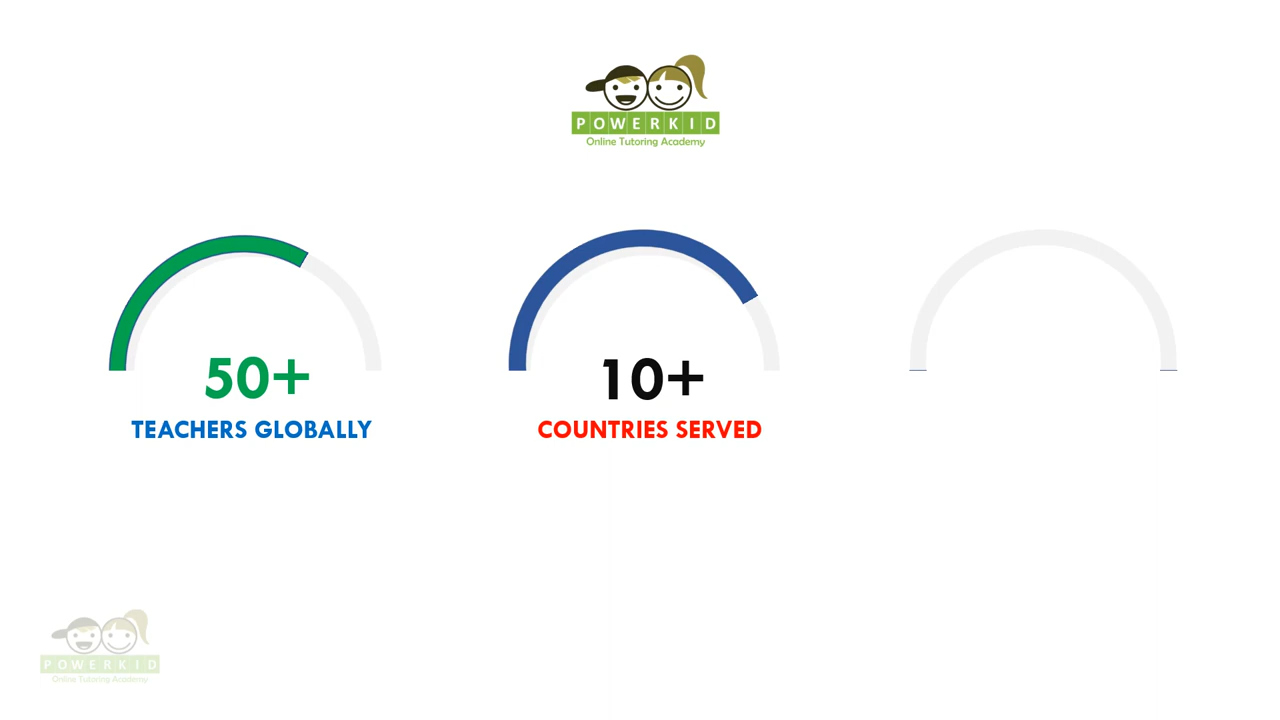 POWERKID
Online Tutoring Academy
50+
TEACHERS GLOBALLY
10+
COUNTRIES SERVED
POWERKID
Online Tutoring Academy